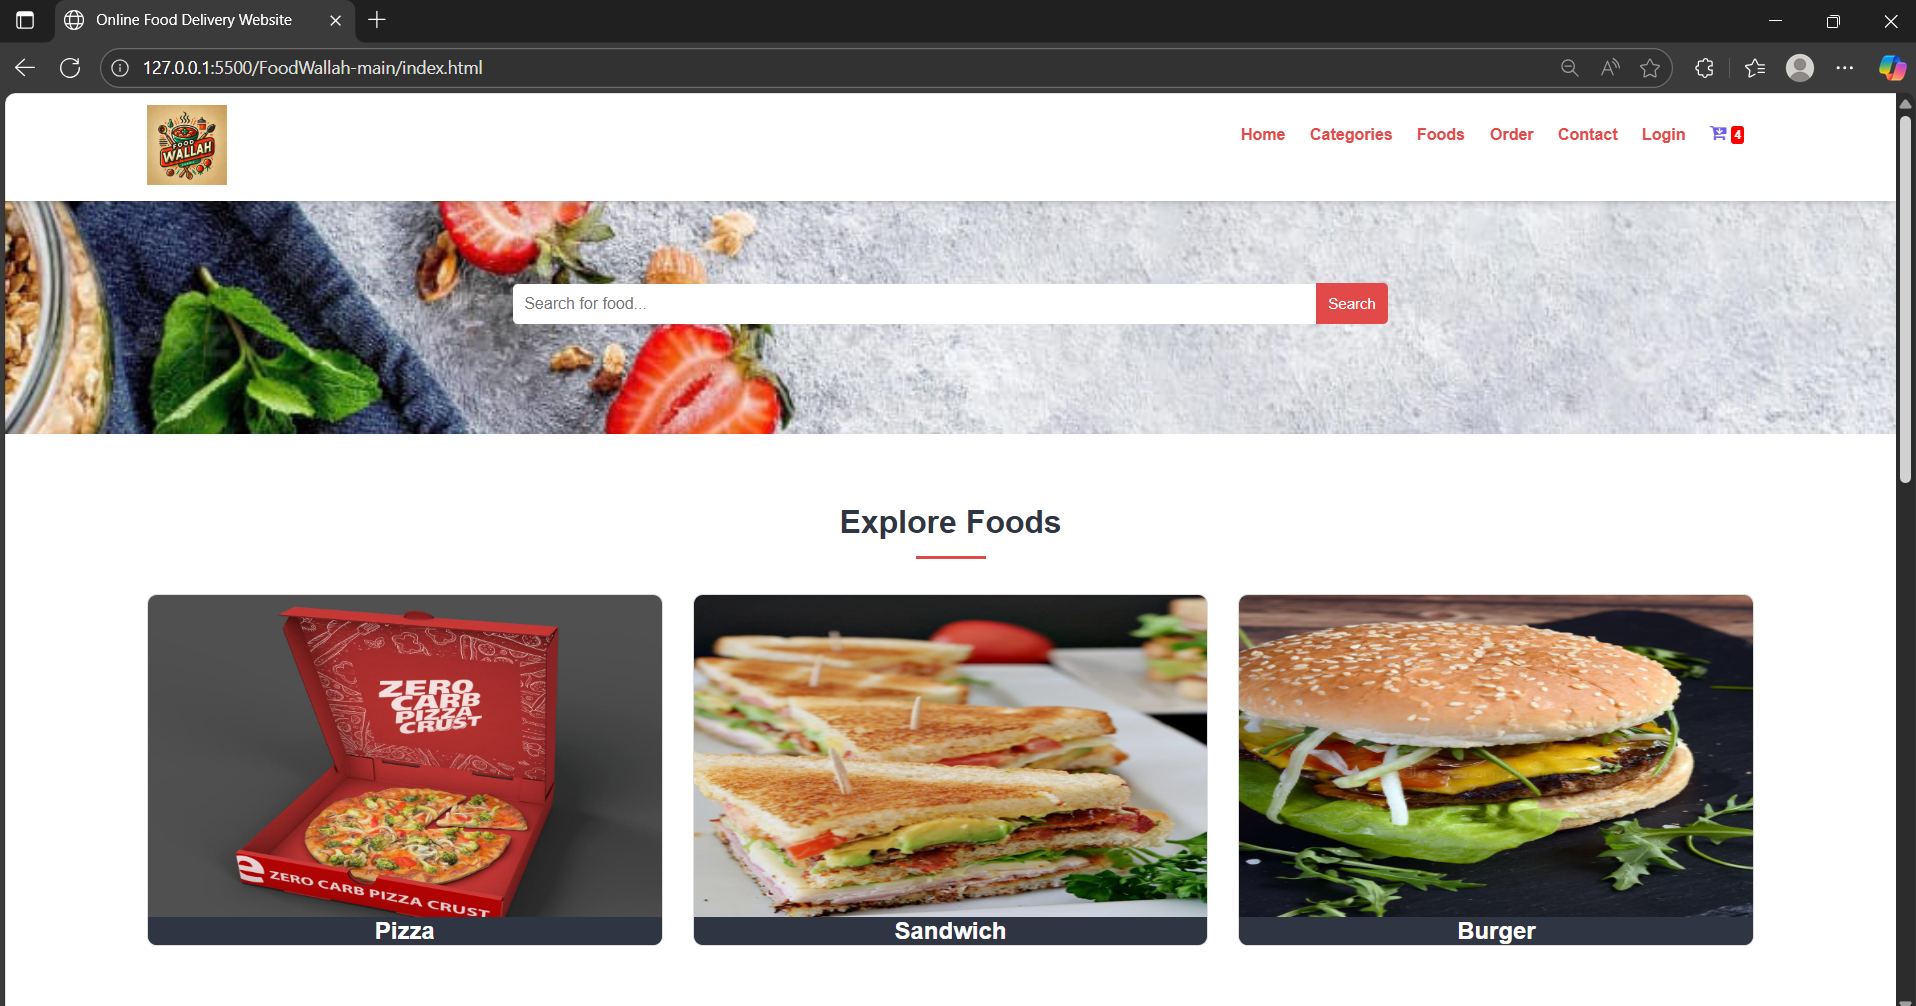 Online Food Delivery Website
127.0.0.1:5500/FoodWallah-main/index.html
FOOD
WALLAH
Home Categories Foods Order Contact Login 4
Search for food... Search
Explore Foods
ZERO
CARB
PIZZA
CRUST
ZERO CARB PIZZA CRUST
Pizza
Sandwich
Burger